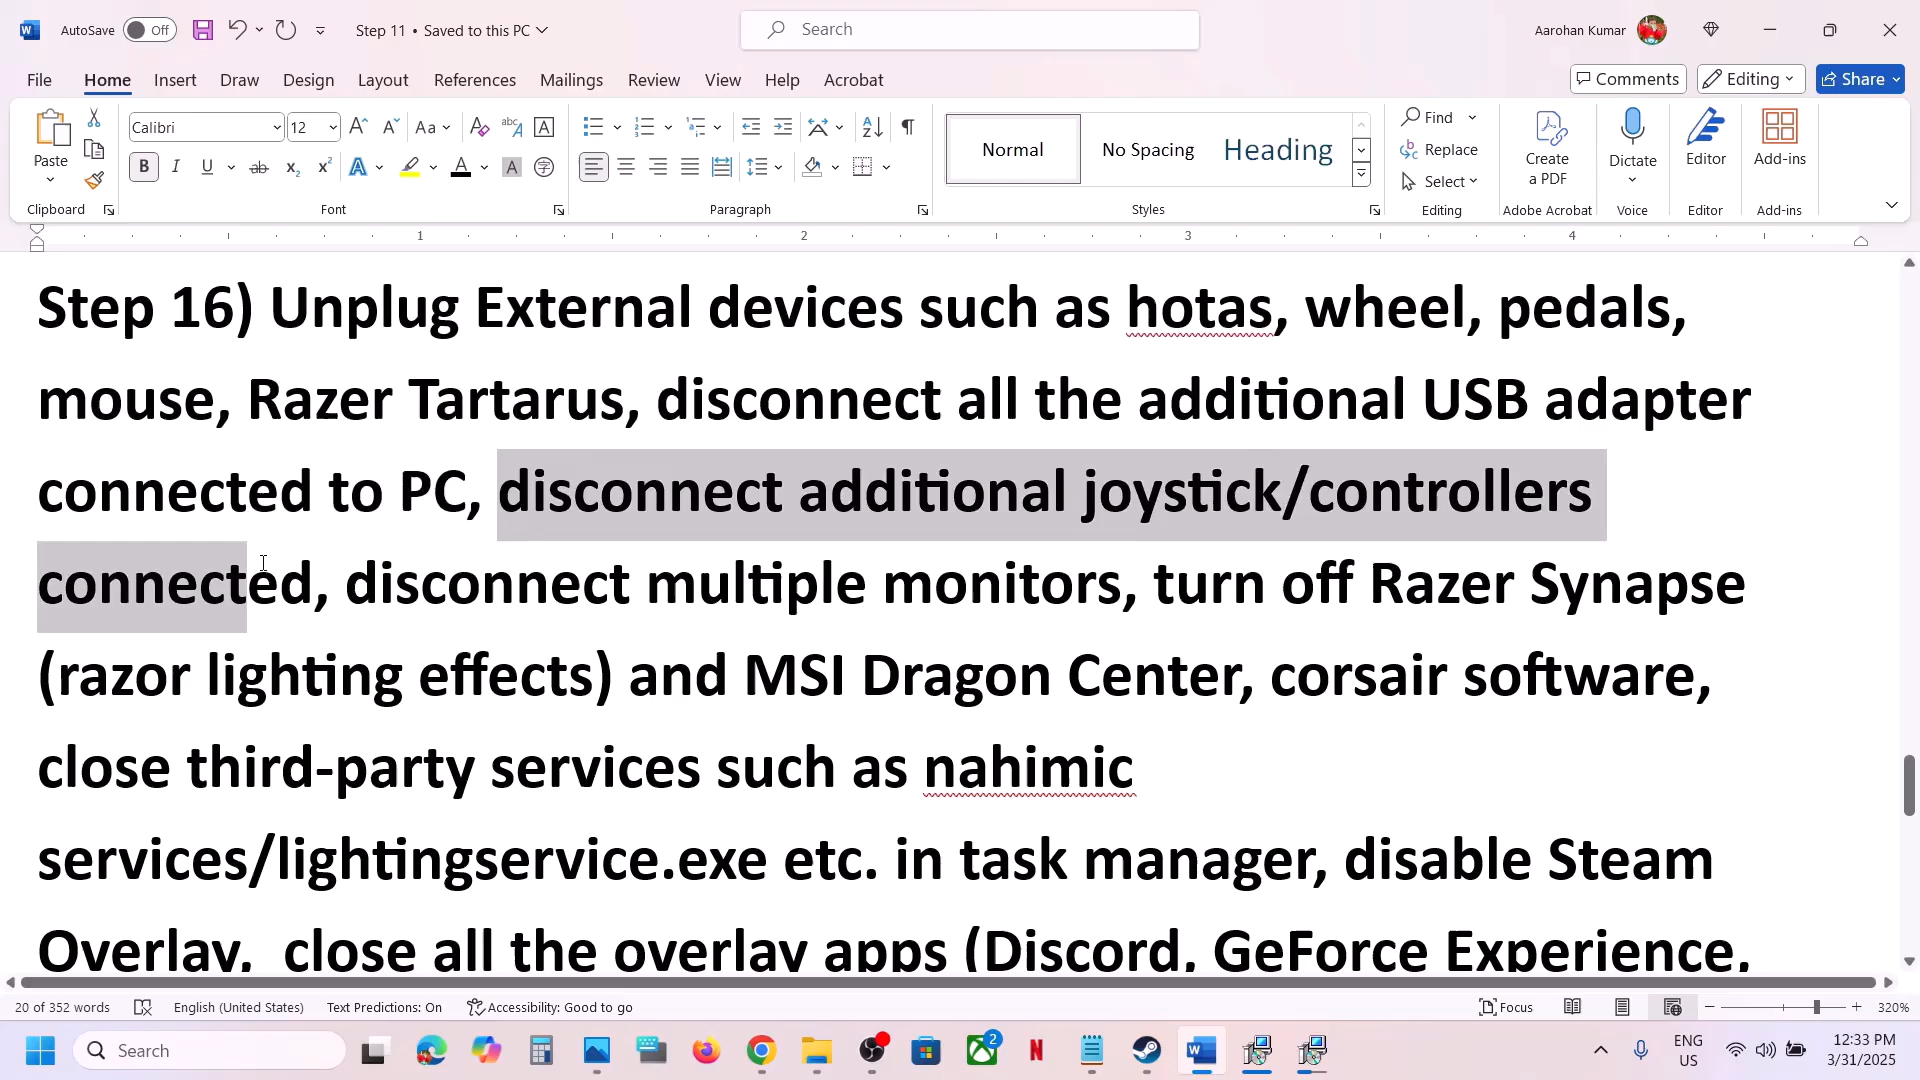 AutoSave Off Step 11 • Saved to this PC Search Aarohan Kumar
File Home Insert Draw Design Layout References Mailings Review View Help Acrobat Comments Editing Share
Paste Calibri 12 Normal No Spacing Heading Find Replace Select Create a PDF Dictate Editor Add-ins
Clipboard Font Paragraph Styles Editing Adobe Acrobat Voice Editor Add-ins
1 2 3 4
Step 16) Unplug External devices such as hotas, wheel, pedals,
mouse, Razer Tartarus, disconnect all the additional USB adapter
connected to PC, disconnect additional joystick/controllers
connected, disconnect multiple monitors, turn off Razer Synapse
(razor lighting effects) and MSI Dragon Center, corsair software,
close third-party services such as nahimic
services/lightingservice.exe etc. in task manager, disable Steam
Overlay,  close all the overlay apps (Discord, GeForce Experience,
20 of 352 words English (United States) Text Predictions: On Accessibility: Good to go Focus 320%
Search 2 ENG US 12:33 PM 3/31/2025